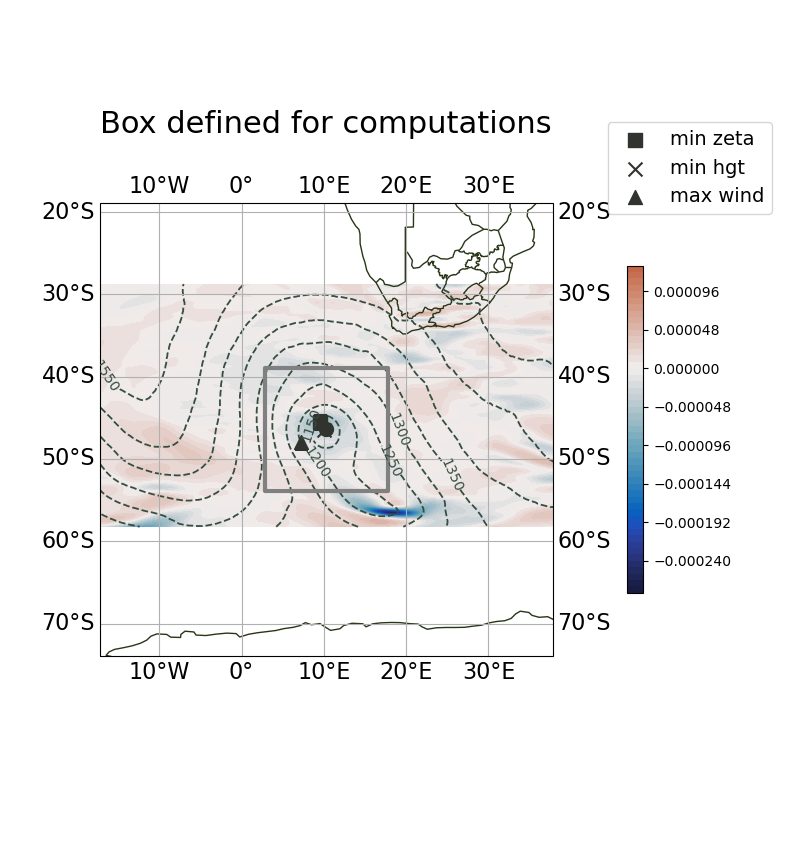 Box defined for computations
min zeta
min hgt
max wind
10°W 0° 10°E 20°E 30°E
20°S 20°S
30°S 30°S
40°S 40°S
50°S 50°S
60°S 60°S
70°S 70°S
10°W 0° 10°E 20°E 30°E
1550
1150
1200
1300
1250
1350
0.000096
0.000048
0.000000
−0.000048
−0.000096
−0.000144
−0.000192
−0.000240